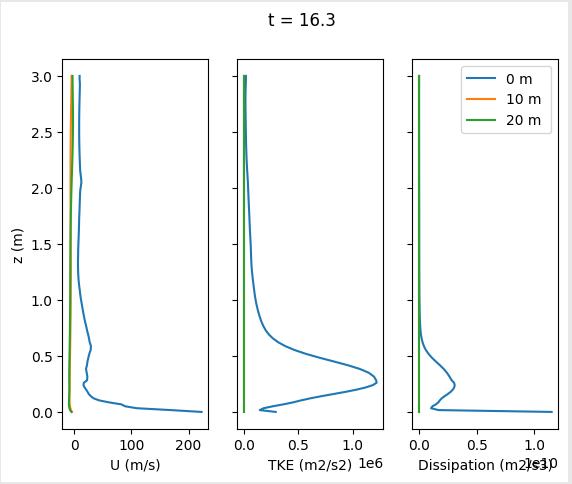 t = 16.3
0 m
10 m
20 m
3.0
2.5
2.0
1.5
1.0
0.5
0.0
z (m)
0 100 200
0.0 0.5 1.0
0.0 0.5 1.0
1e6
1e10
U (m/s)
TKE (m2/s2)
Dissipation (m2/s3)